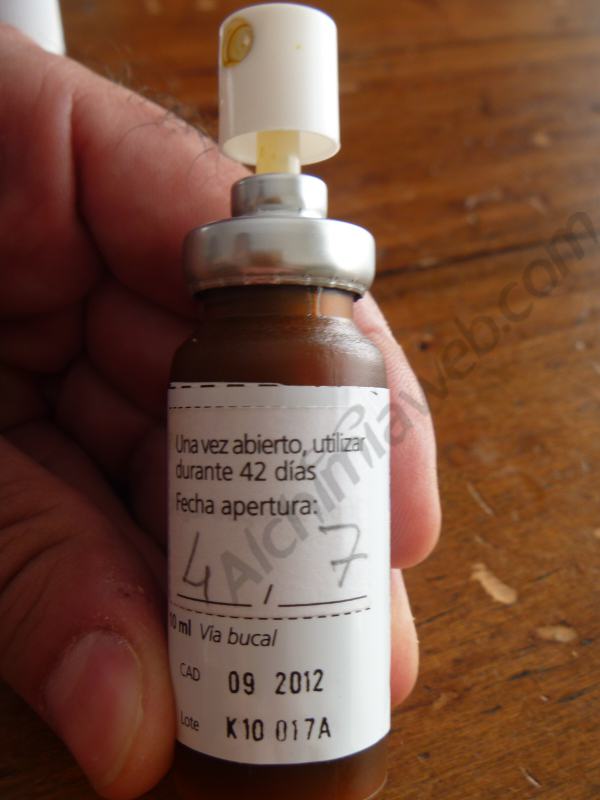 Una vez abierto, utilizar
durante 42 días
Fecha apertura:
4 / 7
10 ml Vía bucal
CAD 09 2012
Lote K10 017A
Alchimiaweb.com